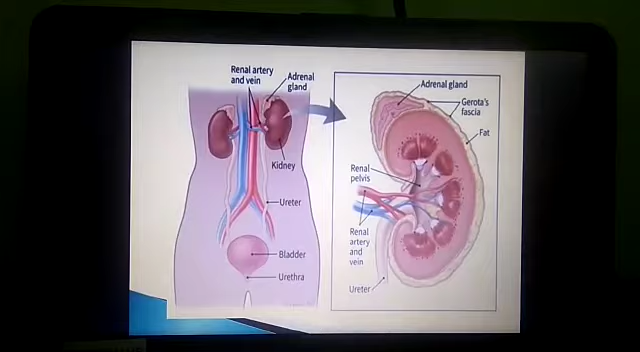 Renal artery
and vein
Adrenal
gland
Kidney
Ureter
Bladder
Urethra
Adrenal gland
Gerota's
fascia
Fat
Renal
pelvis
Renal
artery
and
vein
Ureter